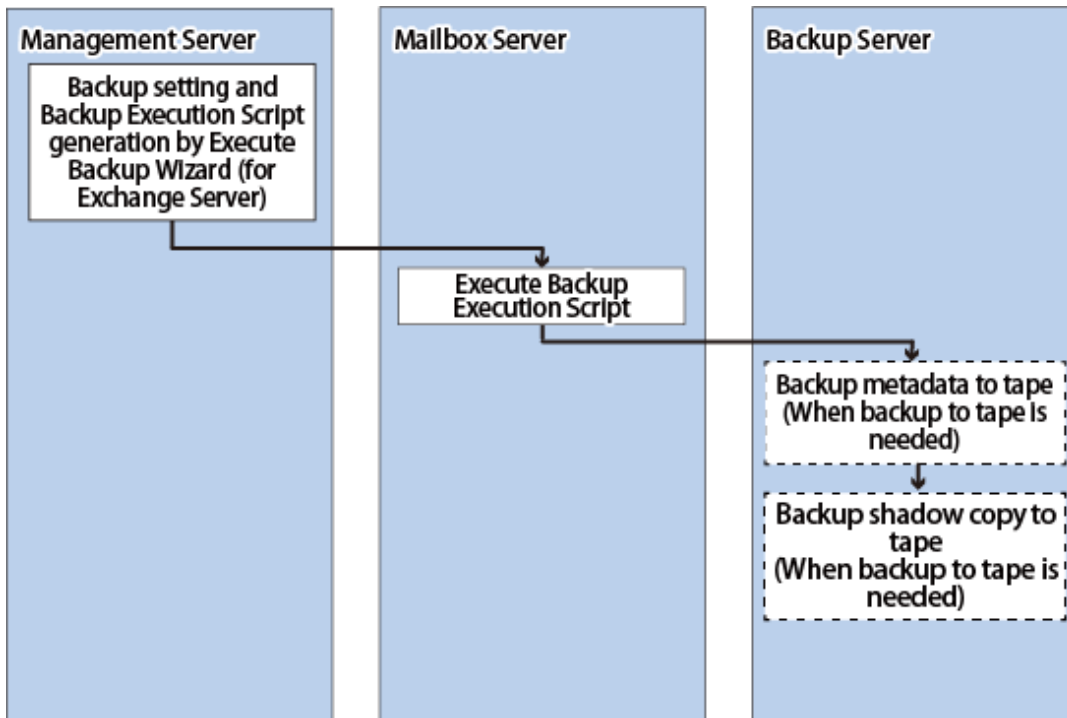 Management Server
Backup setting and
Backup Execution Script
generation by Execute
Backup Wizard (for
Exchange Server)
Mailbox Server
Execute Backup
Execution Script
Backup Server
Backup metadata to tape
(When backup to tape is
needed)
Backup shadow copy to
tape
(When backup to tape is
needed)